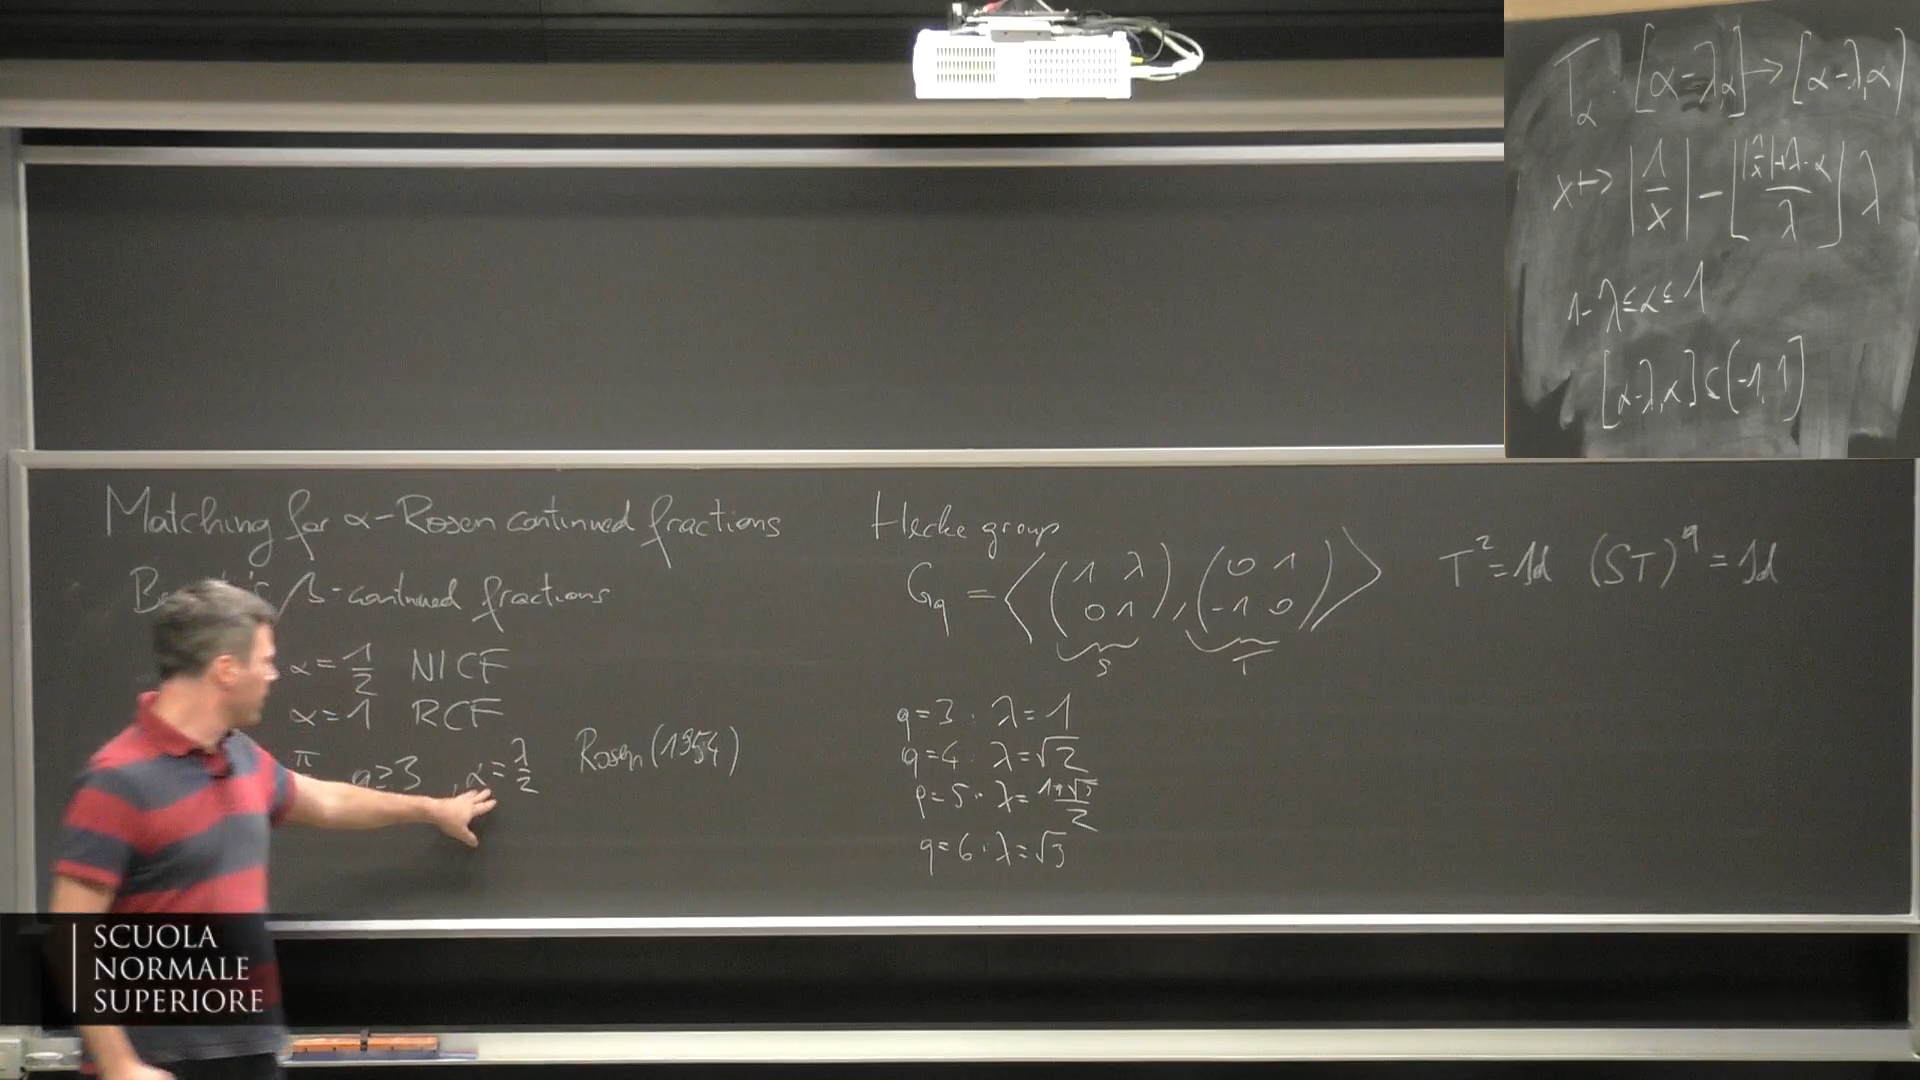 Matching for α-Rosen continued fractions
β-continued fractions
α = 1/2 NICF
α = 1 RCF
π q ≥ 3 , α = λ/2 Rosen (1954)
Hecke group
G_q = ⟨ (1 λ; 0 1), (0 1; -1 0) ⟩ T² = Id (ST)^q = Id
S T
q = 3 : λ = 1
q = 4 : λ = √2
q = 5 : λ = (1+√5)/2
q = 6 : λ = √3
T_α : [α-λ, α] → [α-λ, α)
x ↦ |1/x| - ⌊(|1/x| + λ - α)/λ⌋ λ
1-λ ≤ α ≤ 1
[α-λ, α] ⊂ (-1, 1]
SCUOLA
NORMALE
SUPERIORE